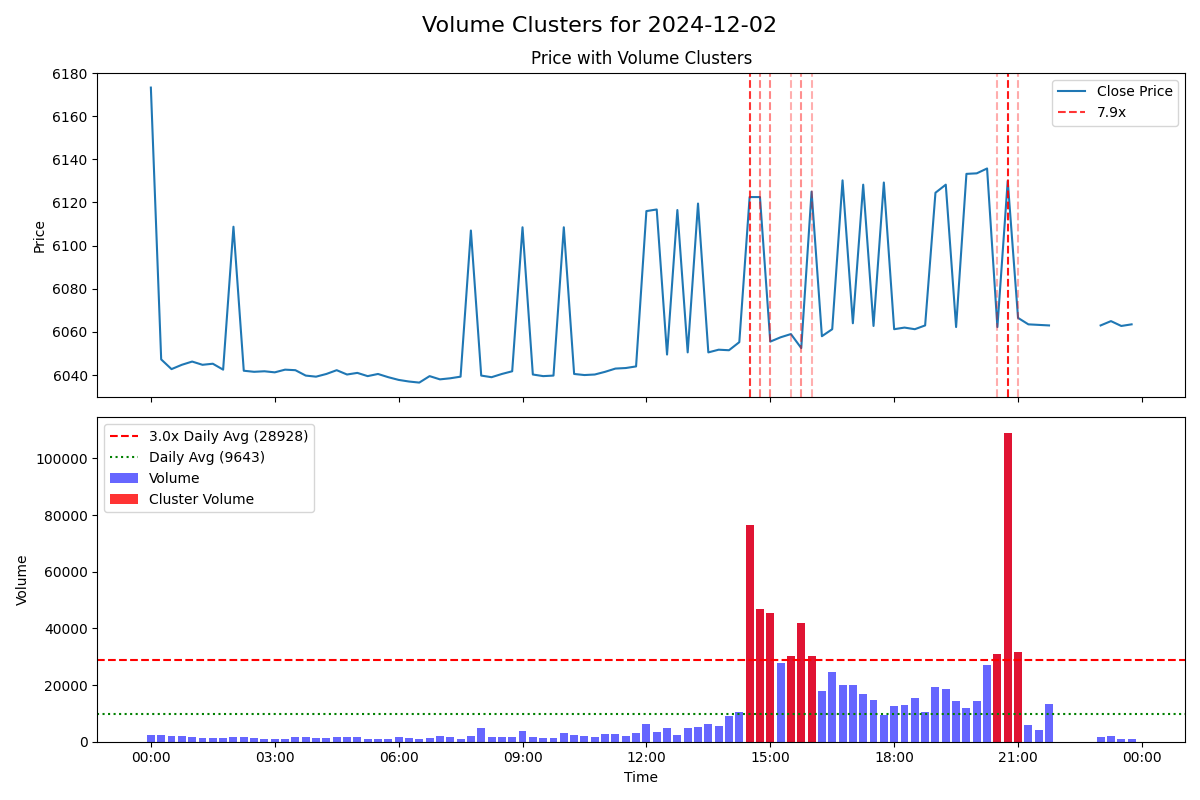 Volume Clusters for 2024-12-02
Price with Volume Clusters
6180
6160
6140
6120
6100
6080
6060
6040
Price
Close Price
7.9x
3.0x Daily Avg (28928)
Daily Avg (9643)
Volume
Cluster Volume
100000
80000
60000
40000
20000
0
Volume
00:00 03:00 06:00 09:00 12:00 15:00 18:00 21:00 00:00
Time